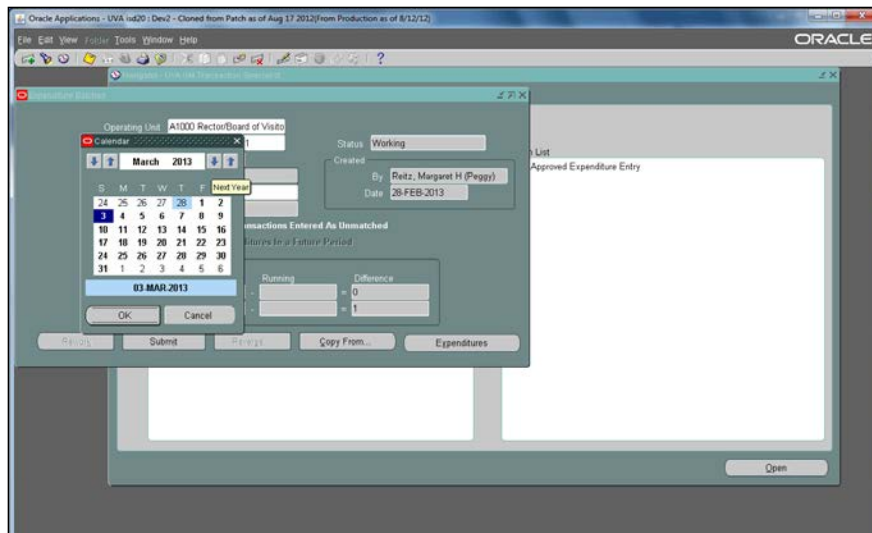 Oracle Applications - UVA isd20 : Dev2 - Cloned from Patch as of Aug 17 2012(From Production as of 8/12/12)
File Edit View Folder Tools Window Help
ORACLE
Operating Unit A1000 Rector/Board of Visito
1
Status Working
Created
By Reitz, Margaret H (Peggy)
Date 28-FEB-2013
n List
Approved Expenditure Entry
Calendar
March 2013
S M T W T F
Next Year
24 25 26 27 28 1 2
3 4 5 6 7 8 9
10 11 12 13 14 15 16
17 18 19 20 21 22 23
24 25 26 27 28 29 30
31 1 2 3 4 5 6
03-MAR-2013
OK Cancel
nsactions Entered As Unmatched
ditures In a Future Period
Running Difference
- = 0
- = 1
Submit Copy From... Expenditures
Open